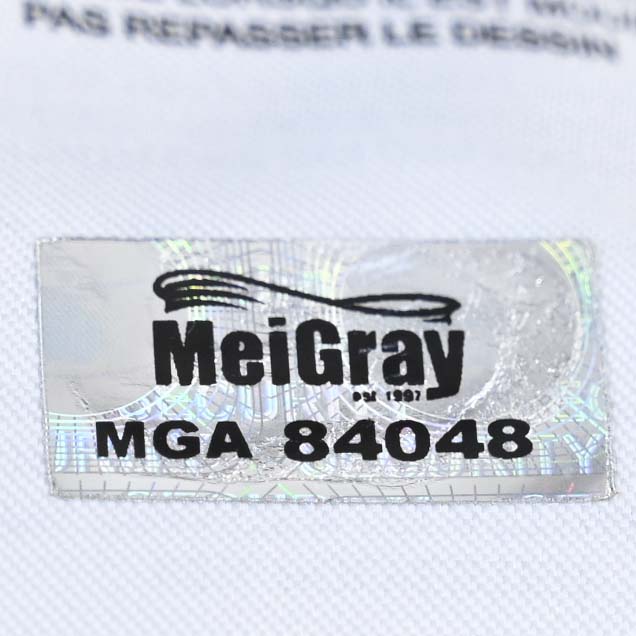 PAS REPASSER LE DESSIN
MeiGray
est 1997
MGA 84048